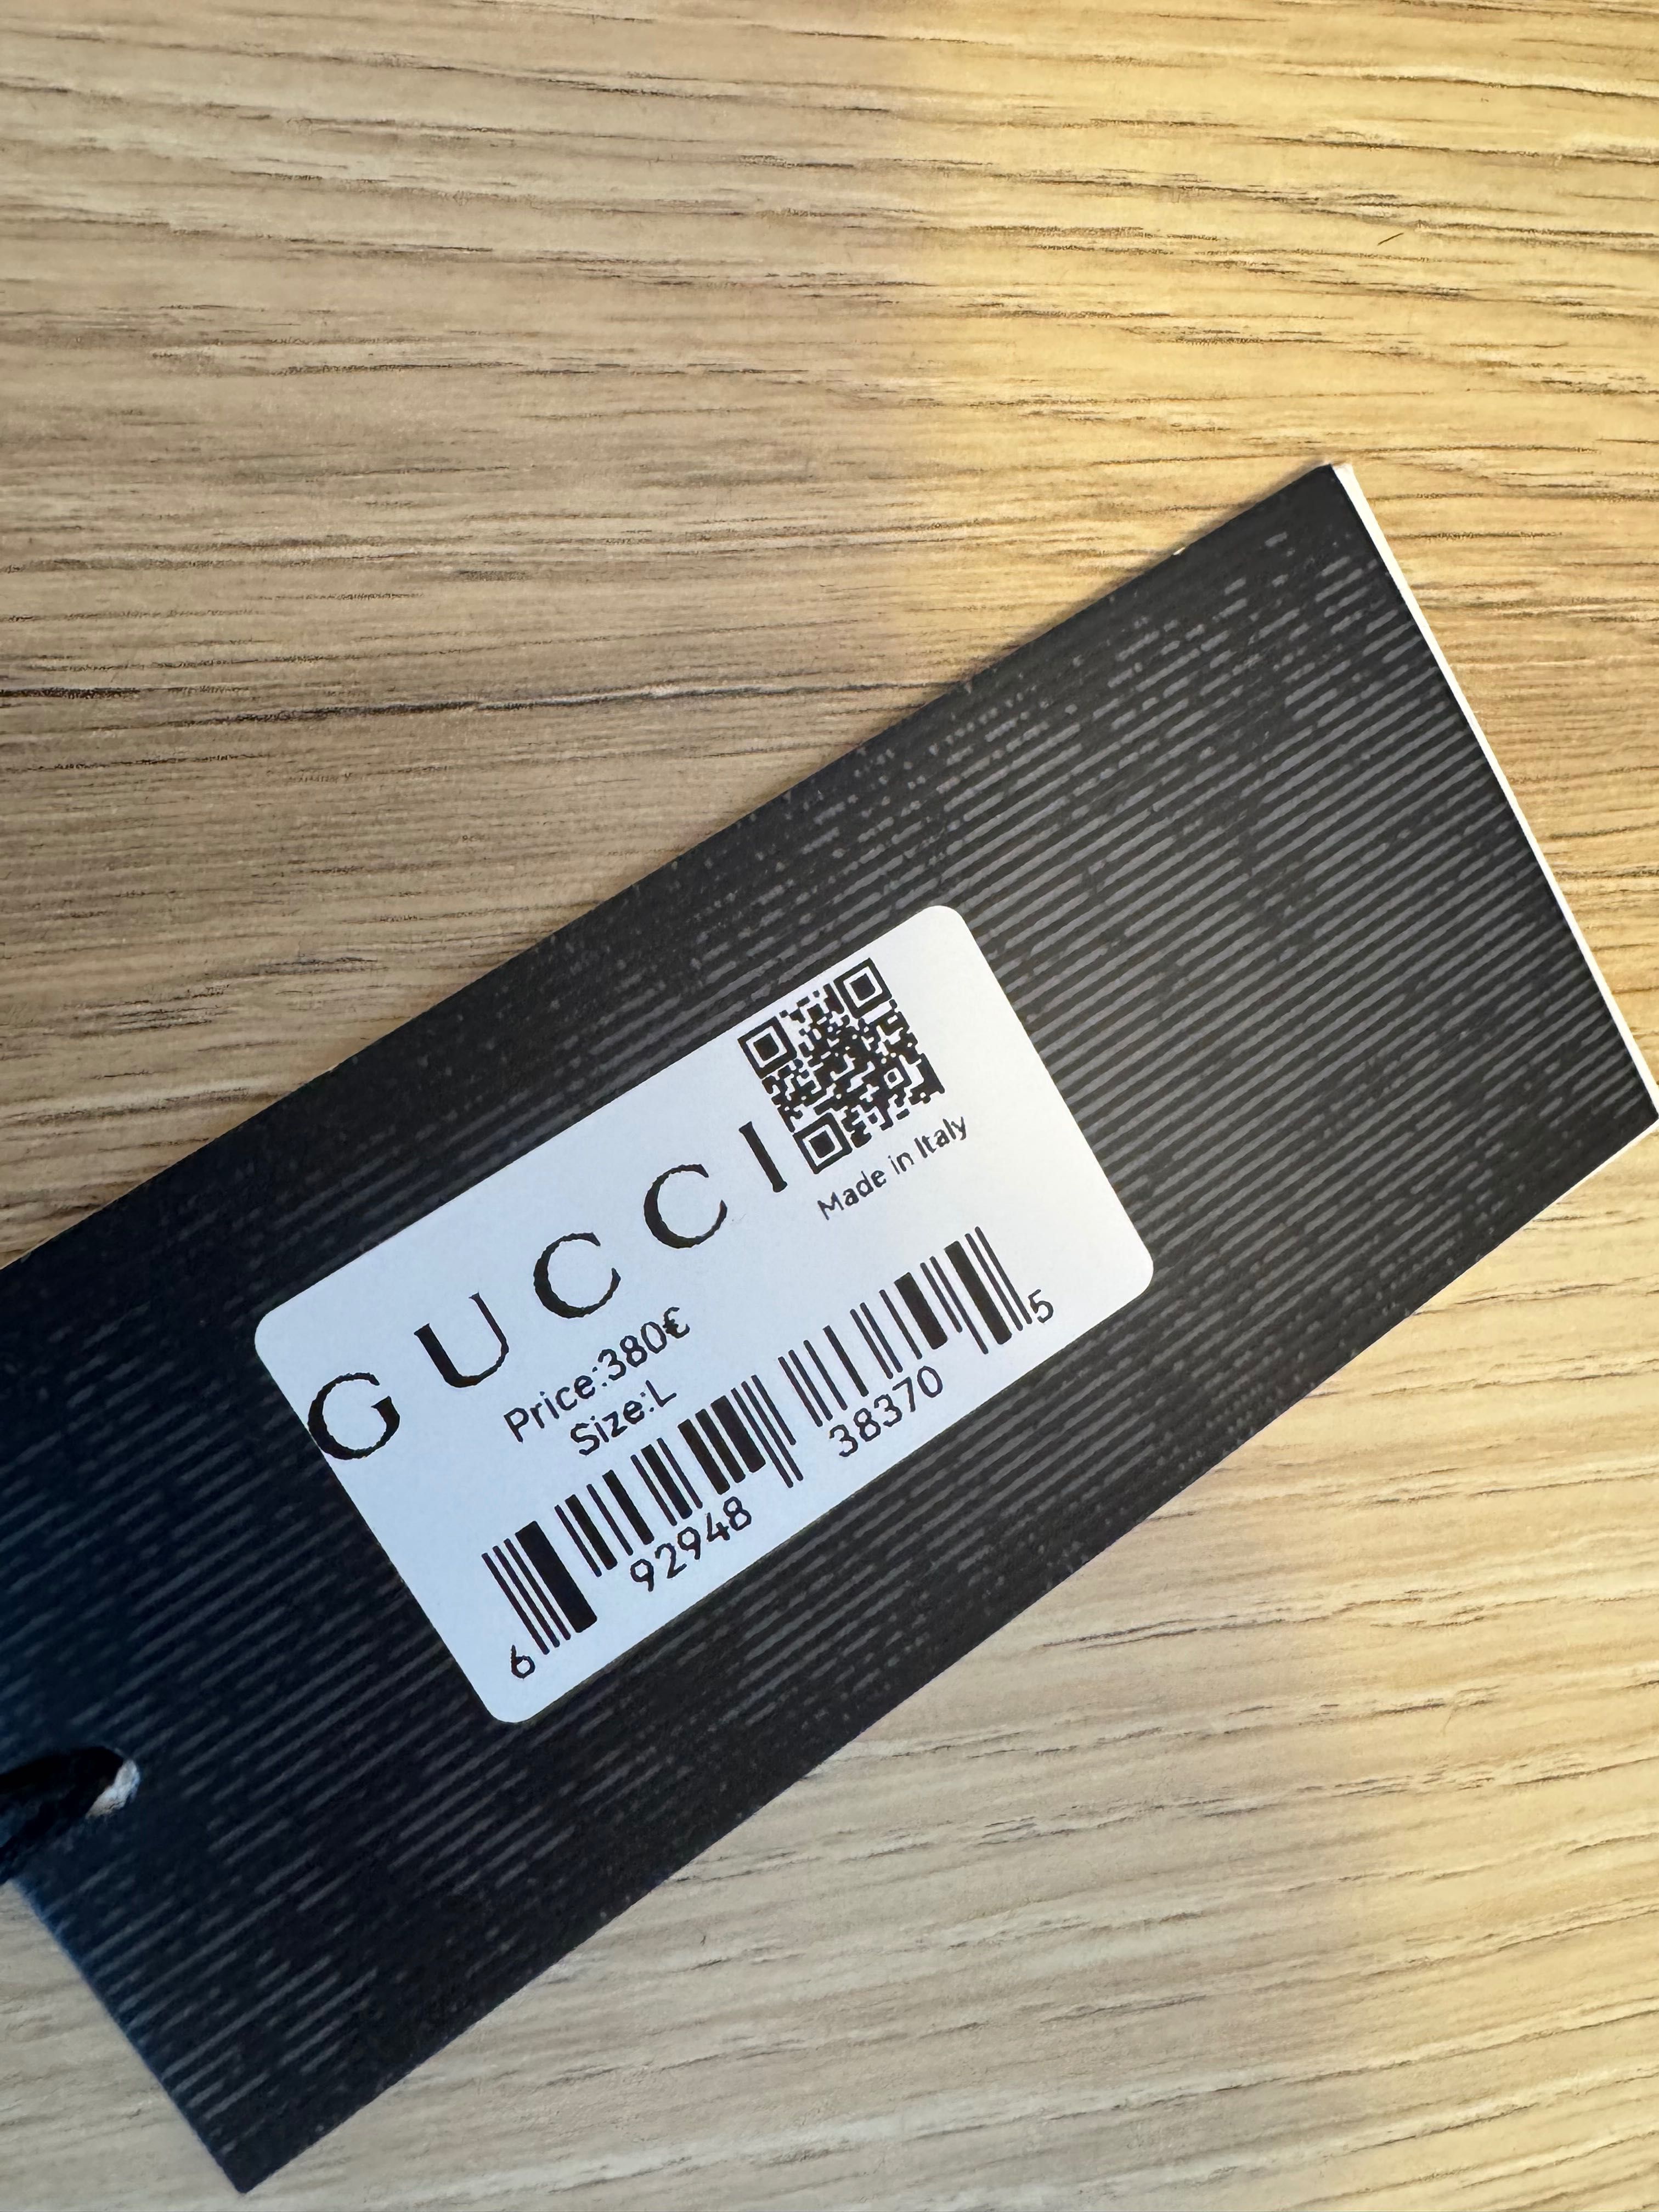 GUCCI
Made in Italy
Price:380€
Size:L
6 92948 38370 5